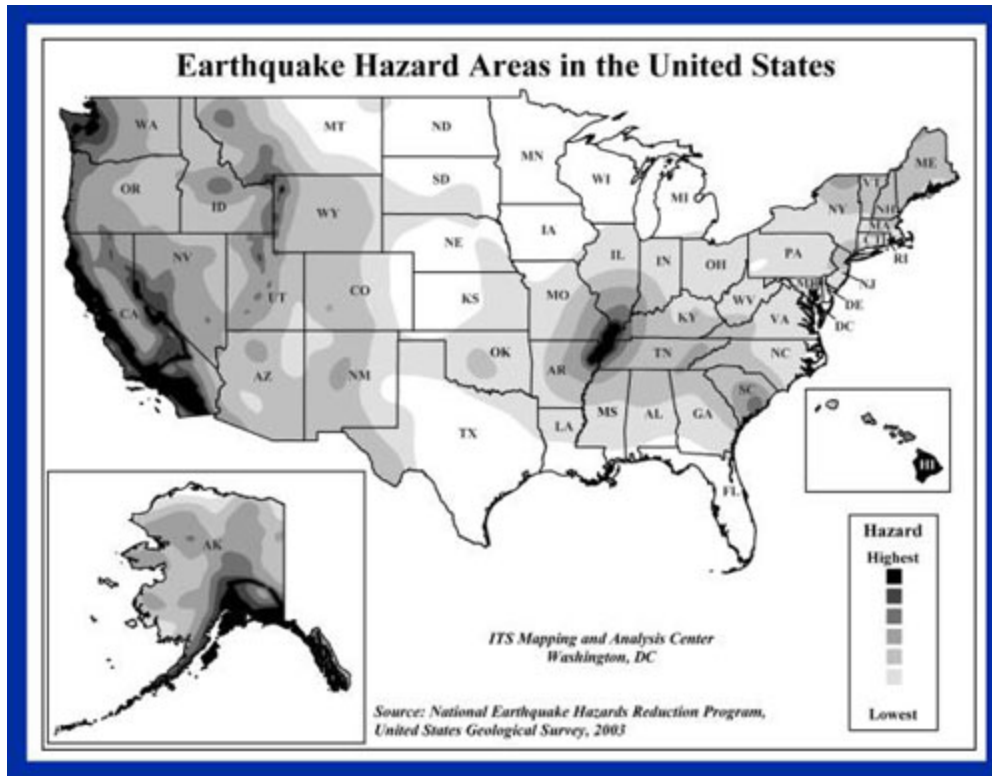 Earthquake Hazard Areas in the United States
WA
MT
ND
MN
ME
OR
ID
WY
SD
WI
MI
NY
VT
NH
MA
CT
RI
NV
UT
CO
NE
IA
IL
IN
OH
PA
NJ
CA
KS
MO
WV
VA
MD
DE
DC
KY
AZ
NM
OK
AR
TN
NC
SC
TX
LA
MS
AL
GA
FL
HI
AK
Hazard
Highest
Lowest
ITS Mapping and Analysis Center
Washington, DC
Source: National Earthquake Hazards Reduction Program,
United States Geological Survey, 2003